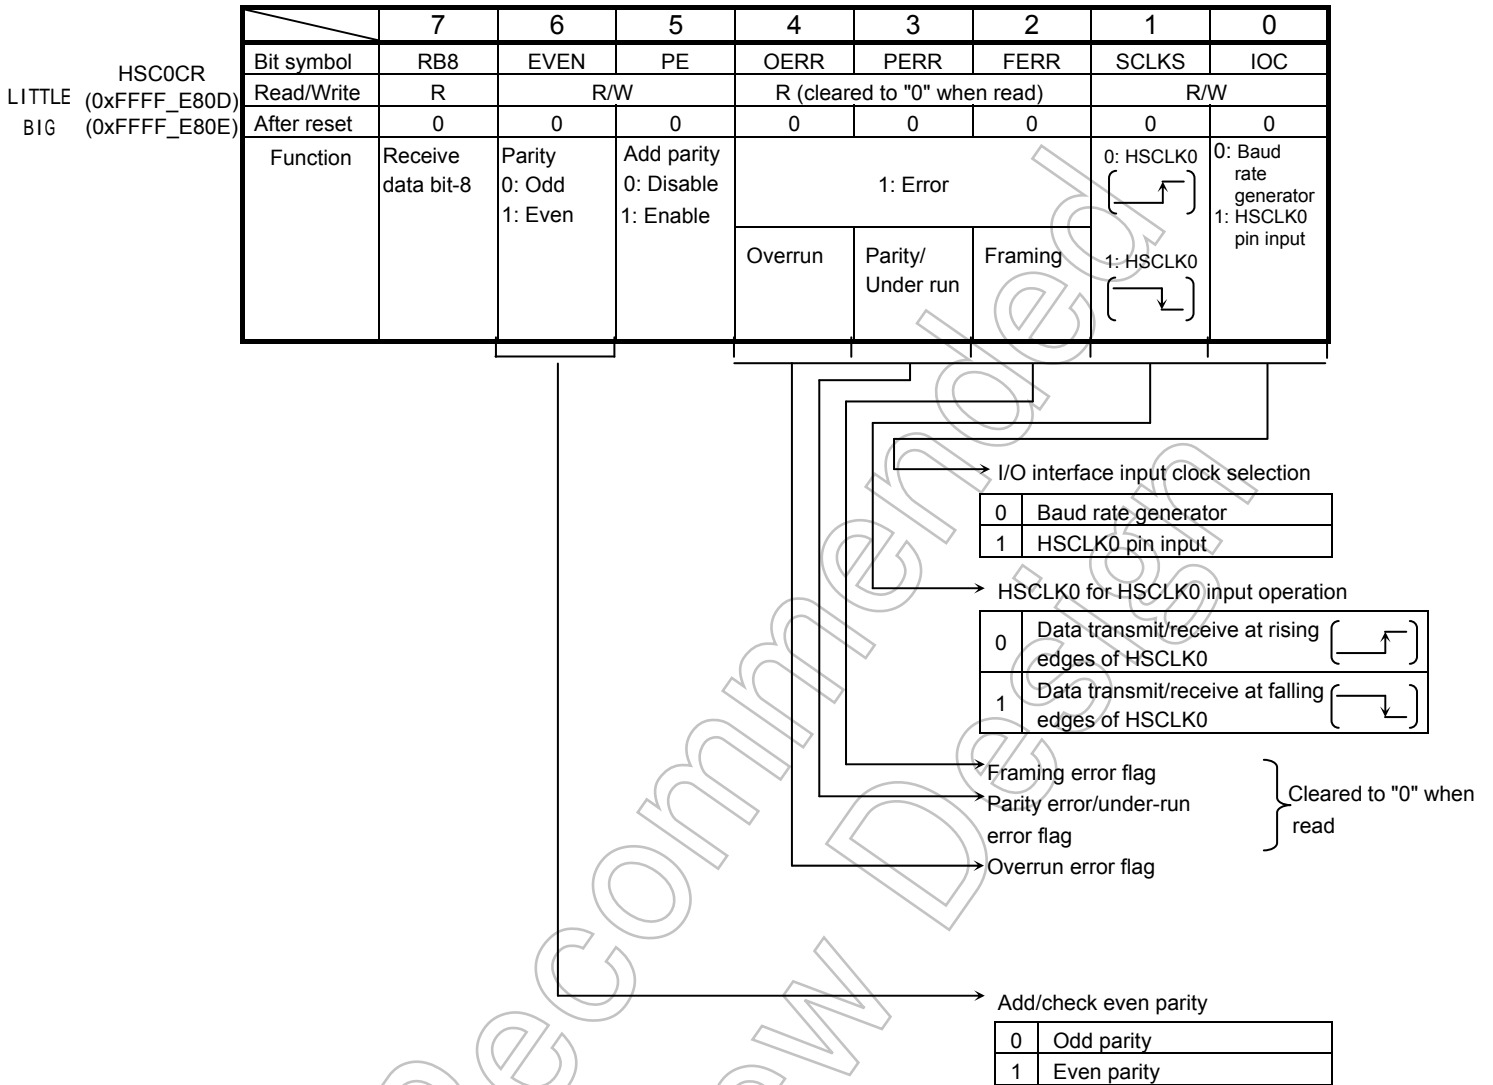 7 6 5 4 3 2 1 0
Bit symbol RB8 EVEN PE OERR PERR FERR SCLKS IOC
HSC0CR
LITTLE (0xFFFF_E80D)
BIG (0xFFFF_E80E)
Read/Write R R/W R (cleared to "0" when read) R/W
After reset 0 0 0 0 0 0 0 0
Function
Receive
data bit-8
Parity
0: Odd
1: Even
Add parity
0: Disable
1: Enable
1: Error
Overrun
Parity/
Under run
Framing
0: HSCLK0
1: HSCLK0
0: Baud
rate
generator
1: HSCLK0
pin input
I/O interface input clock selection
0 Baud rate generator
1 HSCLK0 pin input
HSCLK0 for HSCLK0 input operation
0 Data transmit/receive at rising
edges of HSCLK0
1 Data transmit/receive at falling
edges of HSCLK0
Framing error flag
Parity error/under-run
error flag
Overrun error flag
Cleared to "0" when
read
Add/check even parity
0 Odd parity
1 Even parity
Recommended
ew Design